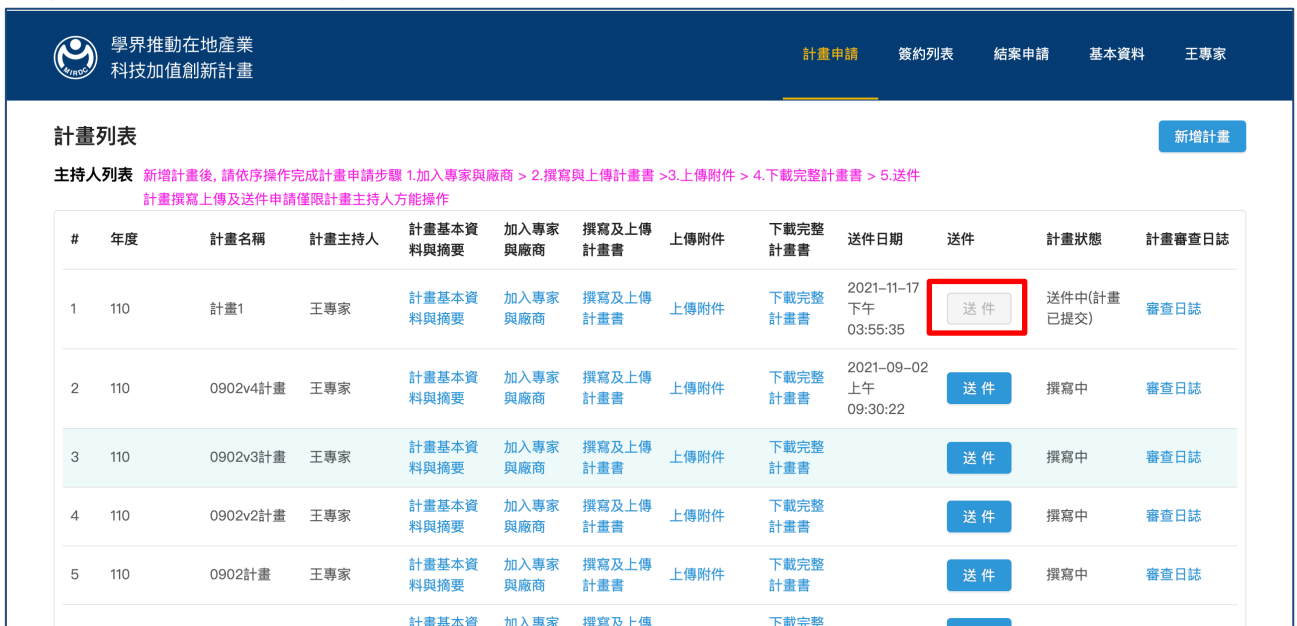 MIRDC
學界推動在地產業
科技加值創新計畫
計畫申請 簽約列表 結案申請 基本資料 王專家
計畫列表
新增計畫
主持人列表 新增計畫後, 請依序操作完成計畫申請步驟 1.加入專家與廠商 > 2.撰寫與上傳計畫書 >3.上傳附件 > 4.下載完整計畫書 > 5.送件
計畫撰寫上傳及送件申請僅限計畫主持人方能操作
# 年度 計畫名稱 計畫主持人 計畫基本資料與摘要 加入專家與廠商 撰寫及上傳計畫書 上傳附件 下載完整計畫書 送件日期 送件 計畫狀態 計畫審查日誌
1 110 計畫1 王專家 計畫基本資料與摘要 加入專家與廠商 撰寫及上傳計畫書 上傳附件 下載完整計畫書 2021-11-17 下午 03:55:35 送 件 送件中(計畫已提交) 審查日誌
2 110 0902v4計畫 王專家 計畫基本資料與摘要 加入專家與廠商 撰寫及上傳計畫書 上傳附件 下載完整計畫書 2021-09-02 上午 09:30:22 送 件 撰寫中 審查日誌
3 110 0902v3計畫 王專家 計畫基本資料與摘要 加入專家與廠商 撰寫及上傳計畫書 上傳附件 下載完整計畫書 送 件 撰寫中 審查日誌
4 110 0902v2計畫 王專家 計畫基本資料與摘要 加入專家與廠商 撰寫及上傳計畫書 上傳附件 下載完整計畫書 送 件 撰寫中 審查日誌
5 110 0902計畫 王專家 計畫基本資料與摘要 加入專家與廠商 撰寫及上傳計畫書 上傳附件 下載完整計畫書 送 件 撰寫中 審查日誌
計畫基本資 加入專家 撰寫及上傳 下載完整